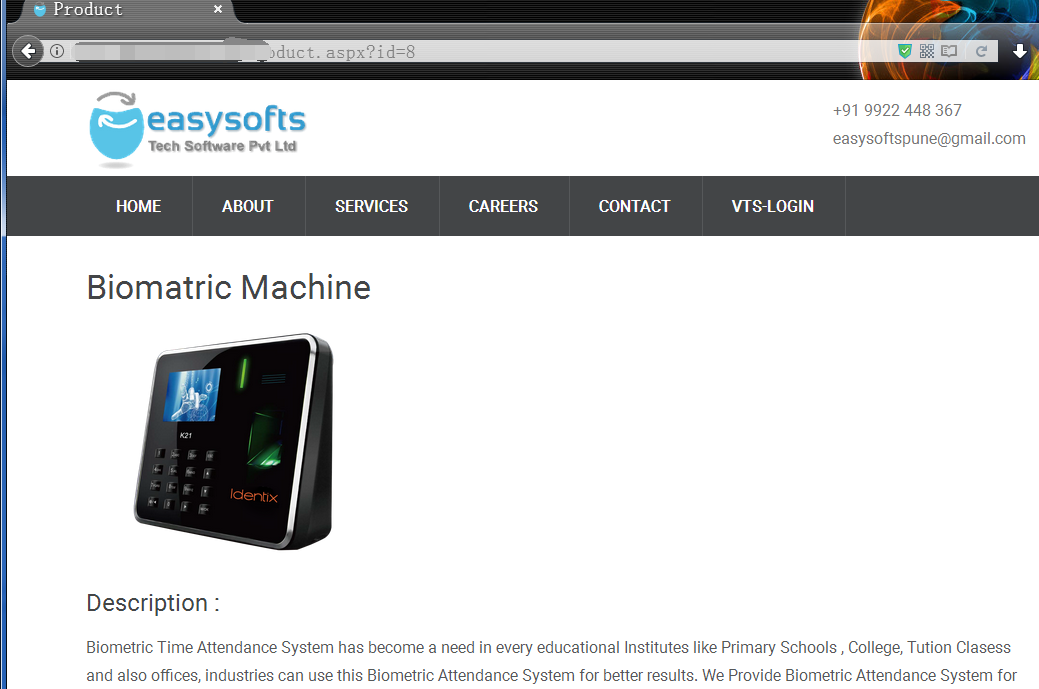 Product
oduct.aspx?id=8
easysofts
Tech Software Pvt Ltd
+91 9922 448 367
easysoftspune@gmail.com
HOME ABOUT SERVICES CAREERS CONTACT VTS-LOGIN
Biomatric Machine
K21
Identix
Description :
Biometric Time Attendance System has become a need in every educational Institutes like Primary Schools , College, Tution Clasess
and also offices, industries can use this Biometric Attendance System for better results. We Provide Biometric Attendance System for